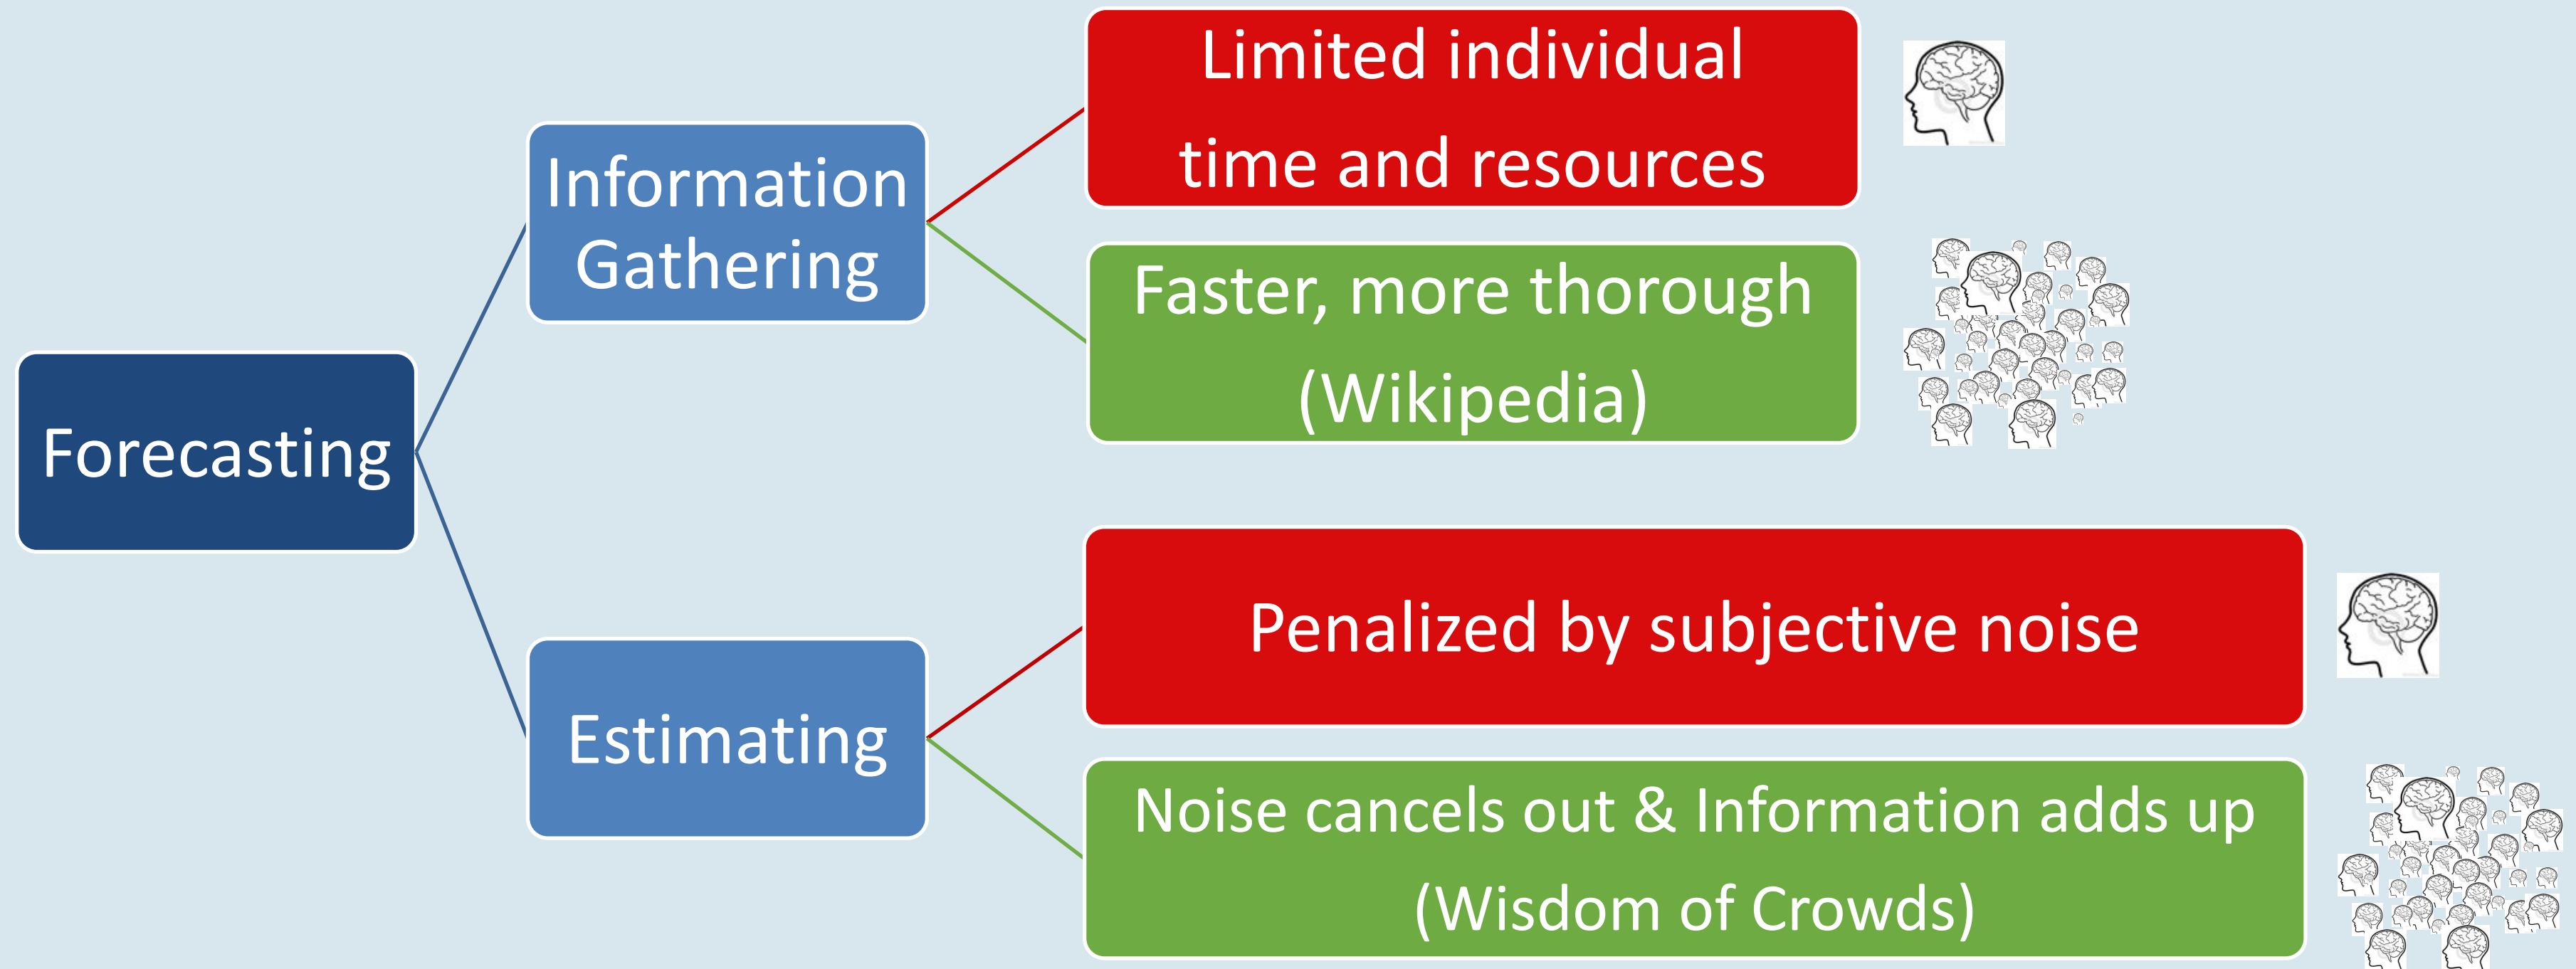 Forecasting
Information
Gathering
Limited individual
time and resources
Faster, more thorough
(Wikipedia)
Estimating
Penalized by subjective noise
Noise cancels out & Information adds up
(Wisdom of Crowds)